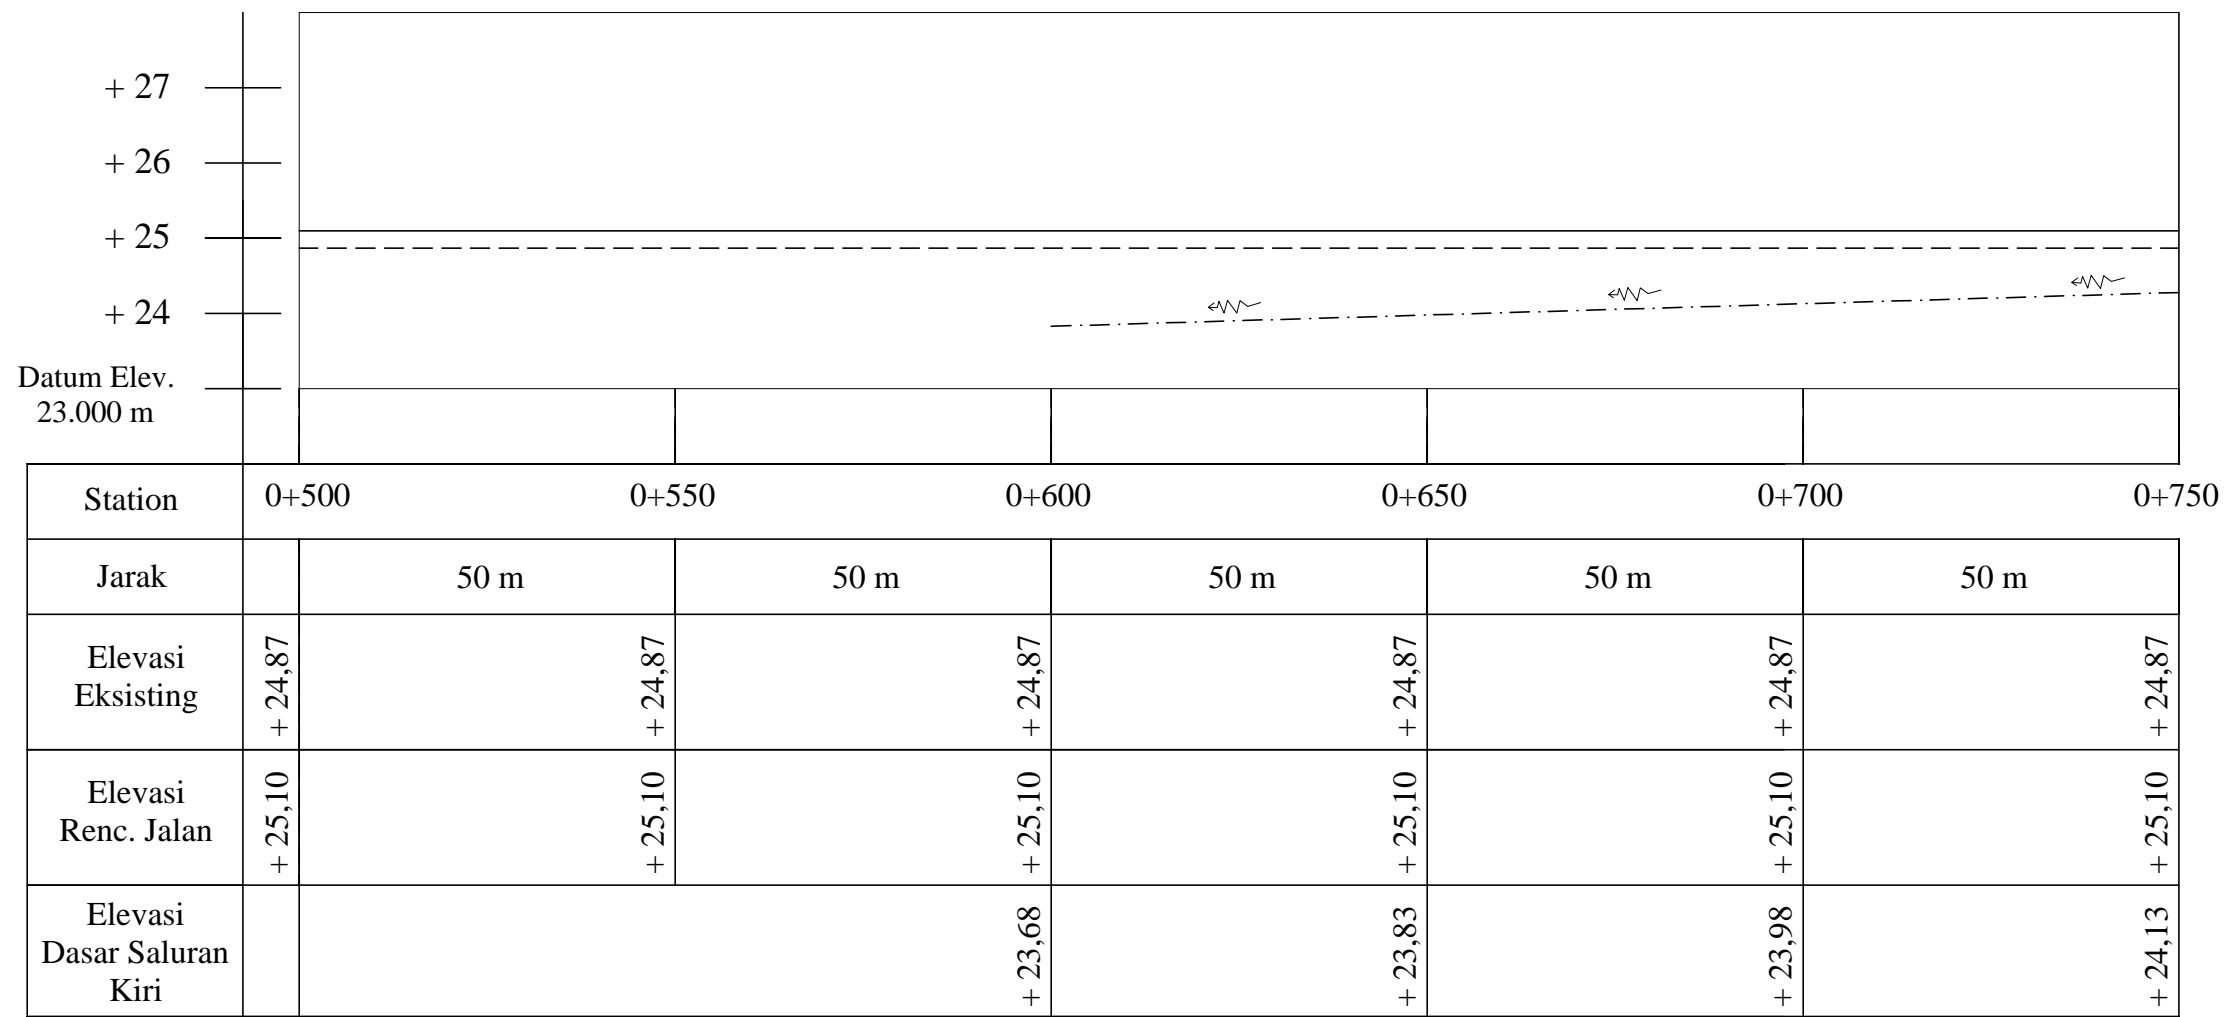 + 27
+ 26
+ 25
+ 24
Datum Elev.
23.000 m
Station 0+500 0+550 0+600 0+650 0+700 0+750
Jarak 50 m 50 m 50 m 50 m 50 m
Elevasi
Eksisting
+ 24,87 + 24,87 + 24,87 + 24,87 + 24,87 + 24,87
Elevasi
Renc. Jalan
+ 25,10 + 25,10 + 25,10 + 25,10 + 25,10 + 25,10
Elevasi
Dasar Saluran
Kiri
+ 23,68 + 23,83 + 23,98 + 24,13